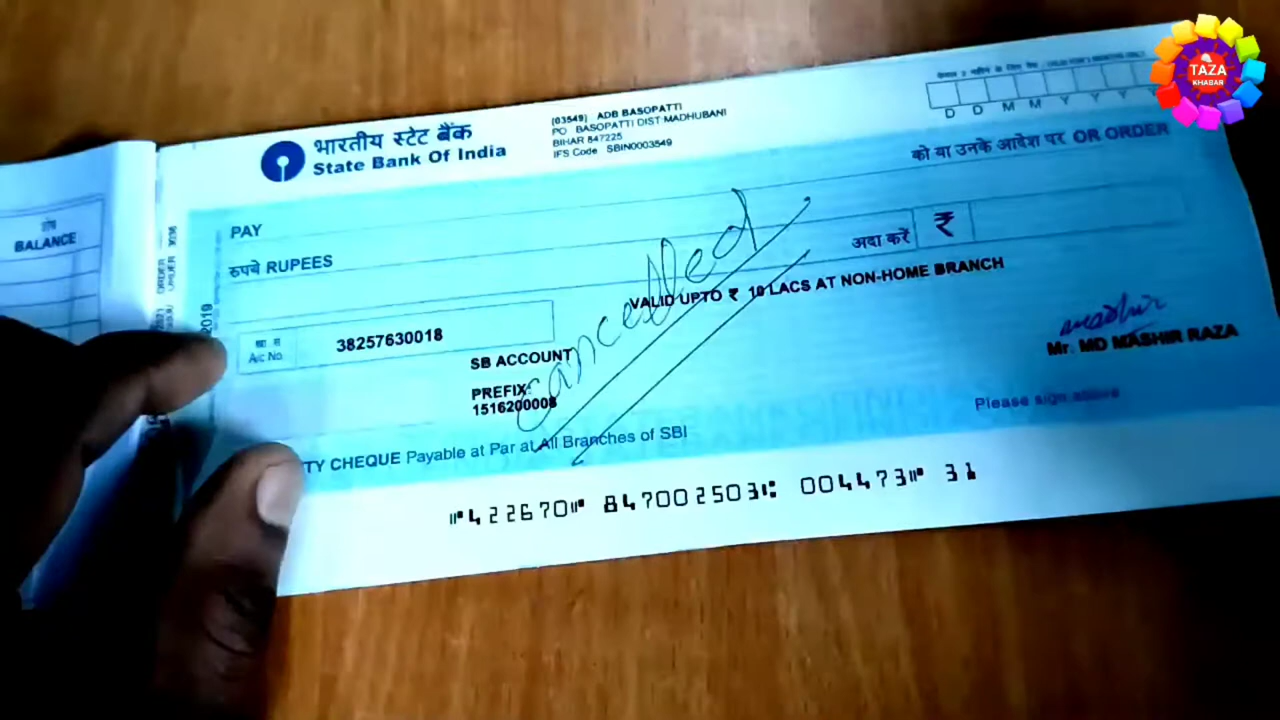 TAZA
KHABAR
भारतीय स्टेट बैंक
State Bank Of India
(03549) ADB BASOPATTI
PO BASOPATTI DIST:MADHUBANI
BIHAR 847225
IFS Code SBIN0003549
D D M M Y Y Y
PAY
को या उनके आदेश पर OR ORDER
रुपये RUPEES
अदा करें ₹
BALANCE
2019
A/c No.
38257630018
VALID UPTO ₹ 10 LACS AT NON-HOME BRANCH
cancelled
SB ACCOUNT
PREFIX:
1516200008
mashir
Mr. MD MASHIR RAZA
Please sign above
TY CHEQUE Payable at Par at All Branches of SBI
⑈422670⑈ 847002503⑆ 004473⑈ 31